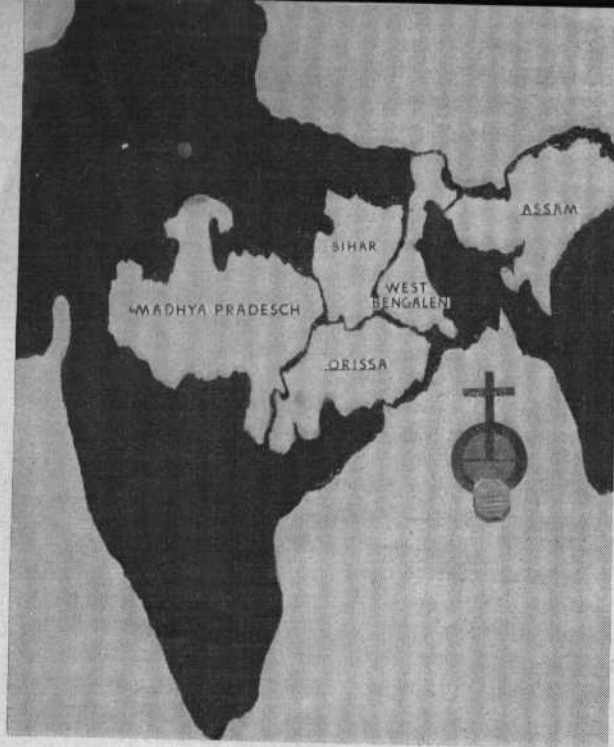 ASSAM
BIHAR
WEST
BENGALEN
MADHYA PRADESCH
ORISSA